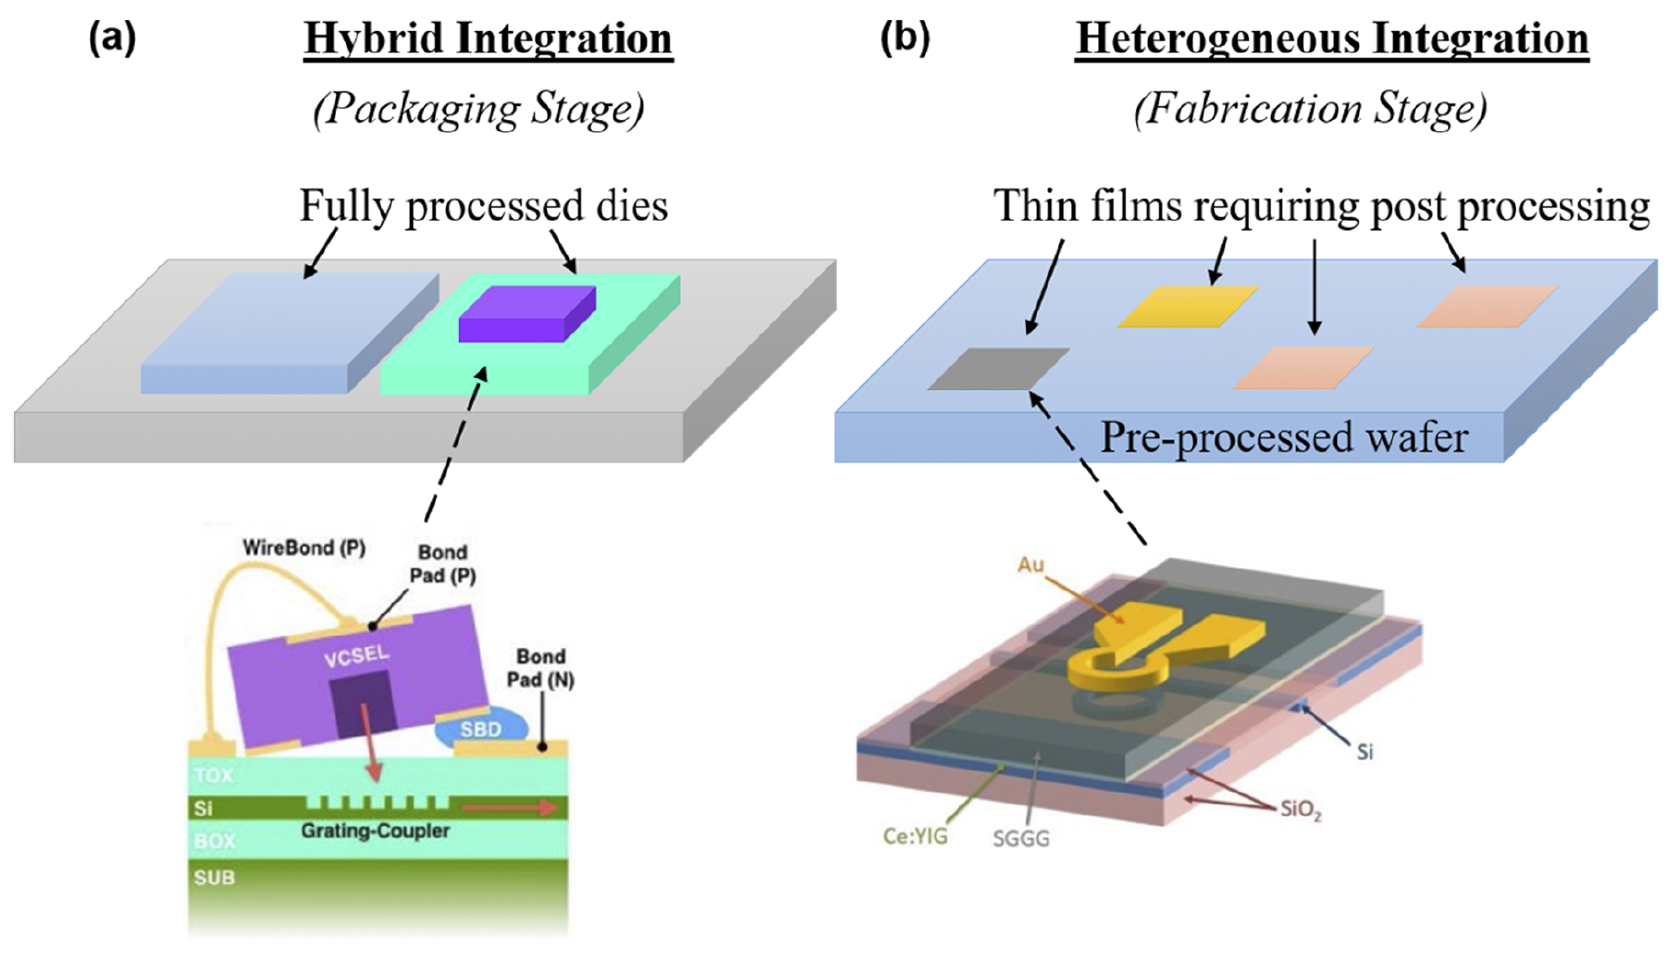 (a)
Hybrid Integration
(Packaging Stage)
Fully processed dies
WireBond (P)
Bond
Pad (P)
VCSEL
Bond
Pad (N)
SBD
TOX
Si
Grating-Coupler
BOX
SUB
(b)
Heterogeneous Integration
(Fabrication Stage)
Thin films requiring post processing
Pre-processed wafer
Au
Si
SiO₂
Ce:YIG
SGGG